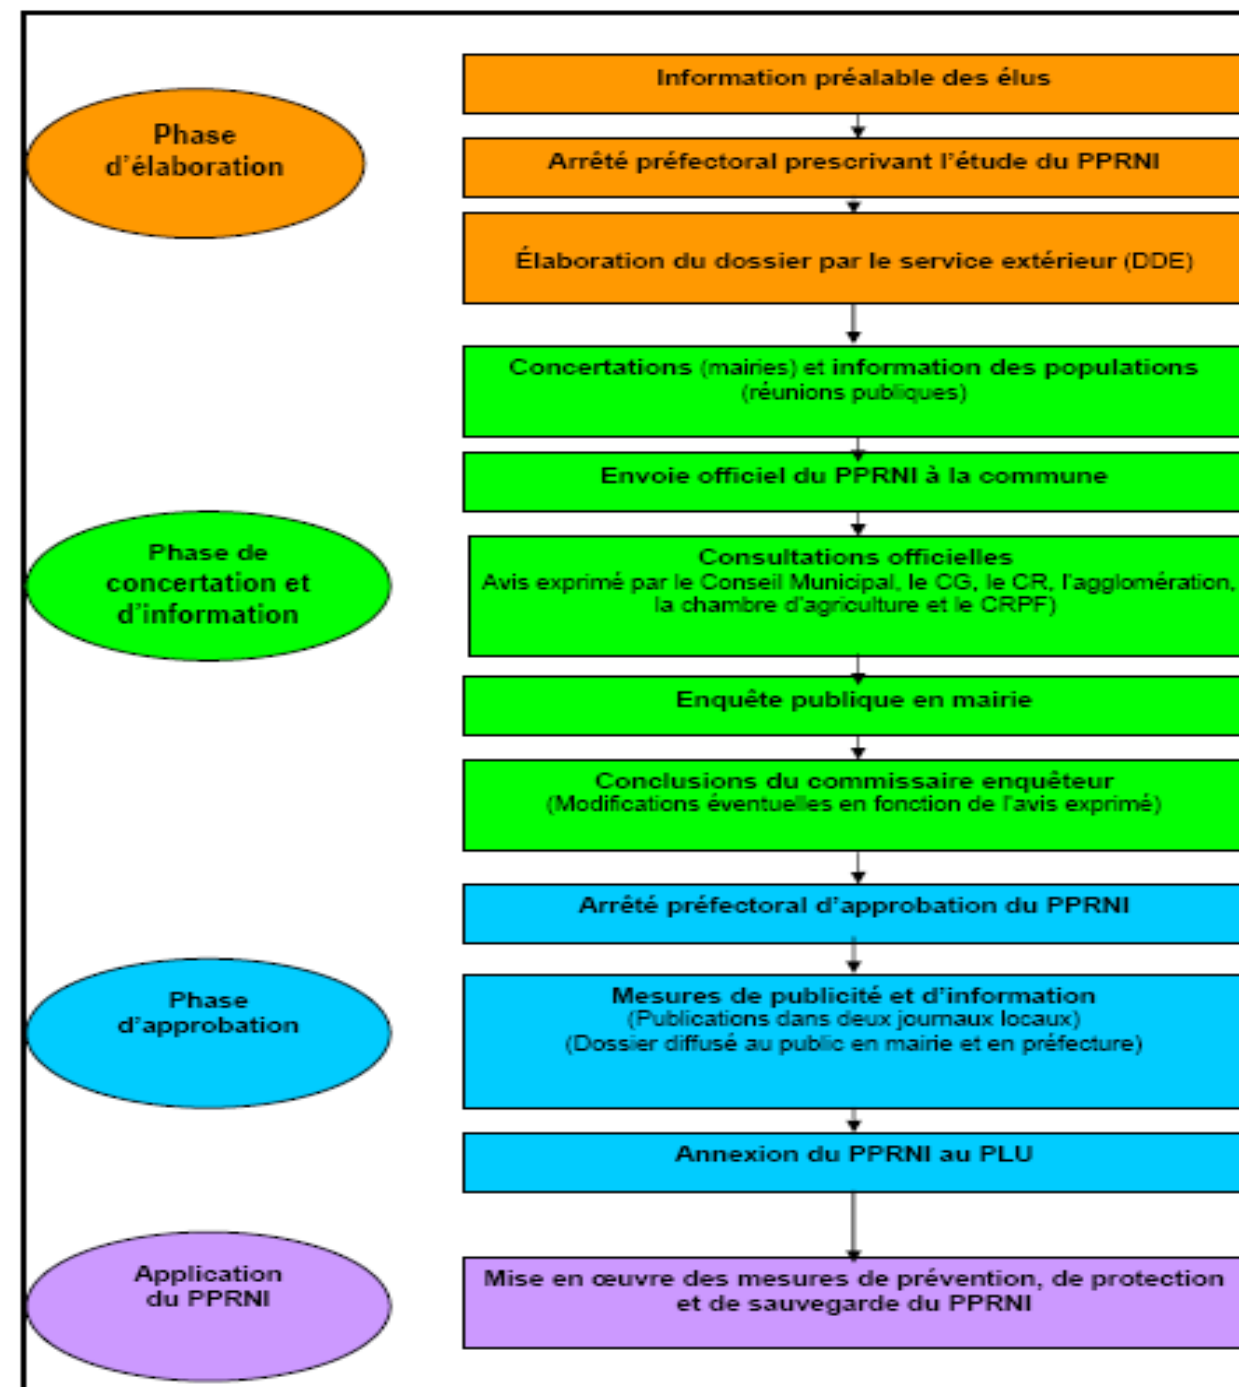 Information préalable des élus
Phase
d'élaboration
Arrêté préfectoral prescrivant l'étude du PPRNI
Élaboration du dossier par le service extérieur (DDE)
Concertations (mairies) et information des populations
(réunions publiques)
Envoie officiel du PPRNI à la commune
Phase de
concertation et
d'information
Consultations officielles
Avis exprimé par le Conseil Municipal, le CG, le CR, l'agglomération,
la chambre d'agriculture et le CRPF)
Enquête publique en mairie
Conclusions du commissaire enquêteur
(Modifications éventuelles en fonction de l'avis exprimé)
Arrêté préfectoral d'approbation du PPRNI
Phase
d'approbation
Mesures de publicité et d'information
(Publications dans deux journaux locaux)
(Dossier diffusé au public en mairie et en préfecture)
Annexion du PPRNI au PLU
Application
du PPRNI
Mise en œuvre des mesures de prévention, de protection
et de sauvegarde du PPRNI